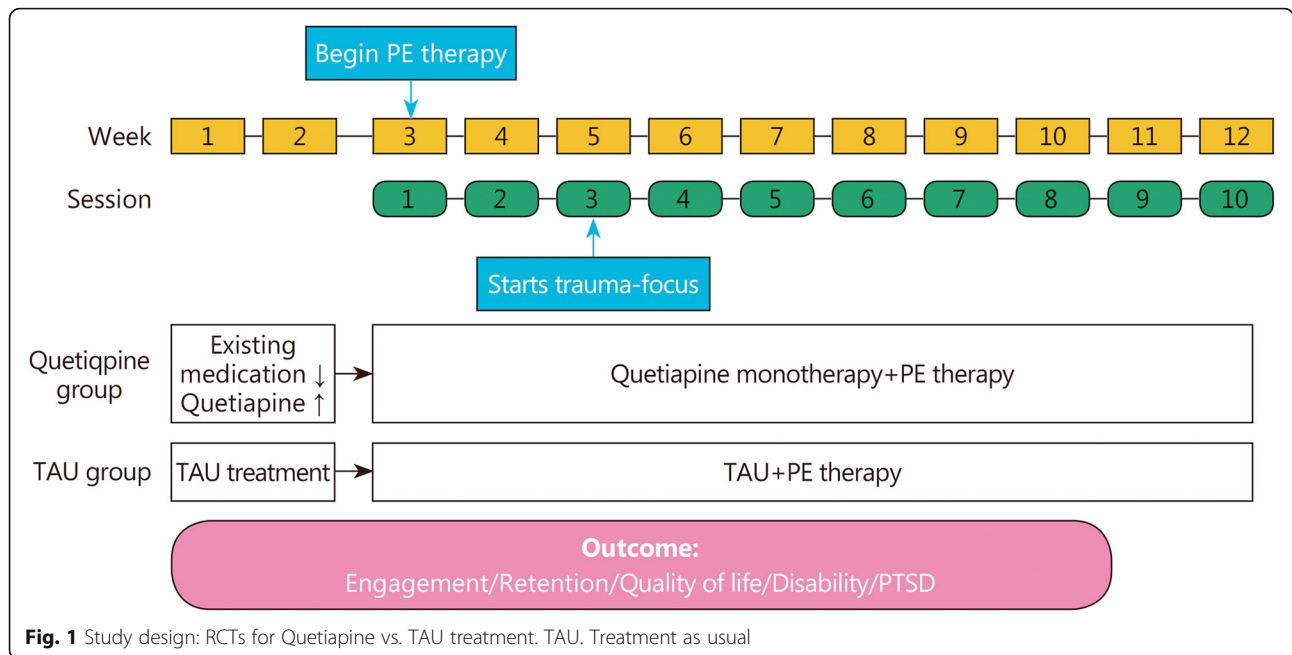 Begin PE therapy
Week 1 2 3 4 5 6 7 8 9 10 11 12
Session 1 2 3 4 5 6 7 8 9 10
Starts trauma-focus
Quetiqpine
group
Existing
medication ↓
Quetiapine ↑
Quetiapine monotherapy+PE therapy
TAU group
TAU treatment
TAU+PE therapy
Outcome:
Engagement/Retention/Quality of life/Disability/PTSD
Fig. 1 Study design: RCTs for Quetiapine vs. TAU treatment. TAU. Treatment as usual